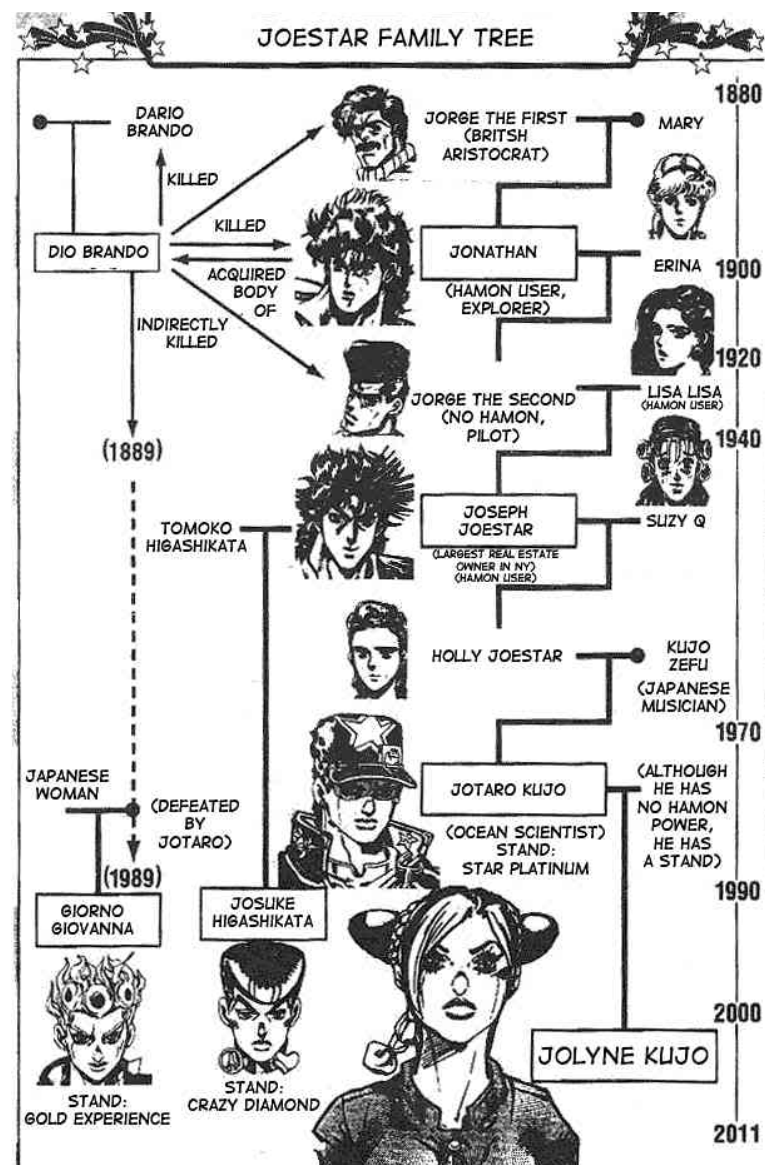 JOESTAR FAMILY TREE
1880
DARIO
BRANDO
JORGE THE FIRST
(BRITSH
ARISTOCRAT)
MARY
KILLED
KILLED
DIO BRANDO
JONATHAN
ERINA
ACQUIRED
BODY
OF
1900
(HAMON USER,
EXPLORER)
INDIRECTLY
KILLED
1920
JORGE THE SECOND
(NO HAMON,
PILOT)
LISA LISA
(HAMON USER)
1940
(1889)
TOMOKO
HIGASHIKATA
JOSEPH
JOESTAR
SUZY Q
(LARGEST REAL ESTATE
OWNER IN NY)
(HAMON USER)
HOLLY JOESTAR
KUJO
ZEFU
(JAPANESE
MUSICIAN)
1970
JAPANESE
WOMAN
(DEFEATED
BY
JOTARO)
JOTARO KUJO
(ALTHOUGH
HE HAS
NO HAMON
POWER,
HE HAS
A STAND)
(OCEAN SCIENTIST)
STAND:
STAR PLATINUM
(1989)
1990
GIORNO
GIOVANNA
JOSUKE
HIGASHIKATA
2000
JOLYNE KUJO
STAND:
GOLD EXPERIENCE
STAND:
CRAZY DIAMOND
2011